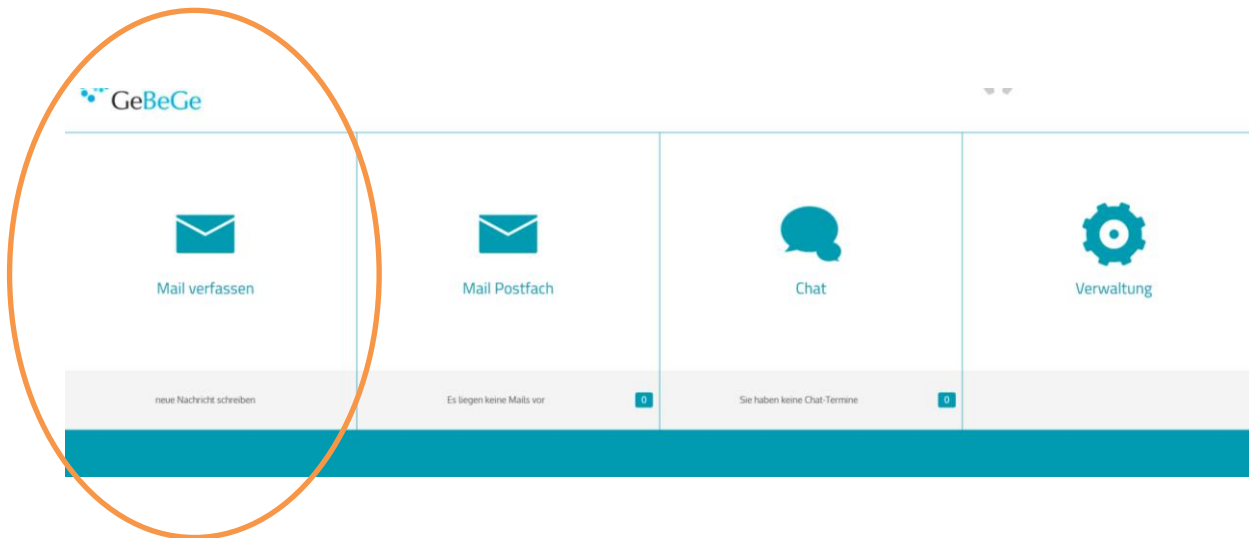 GeBeGe
Mail verfassen
Mail Postfach
Chat
Verwaltung
neue Nachricht schreiben
Es liegen keine Mails vor
0
Sie haben keine Chat-Termine
0